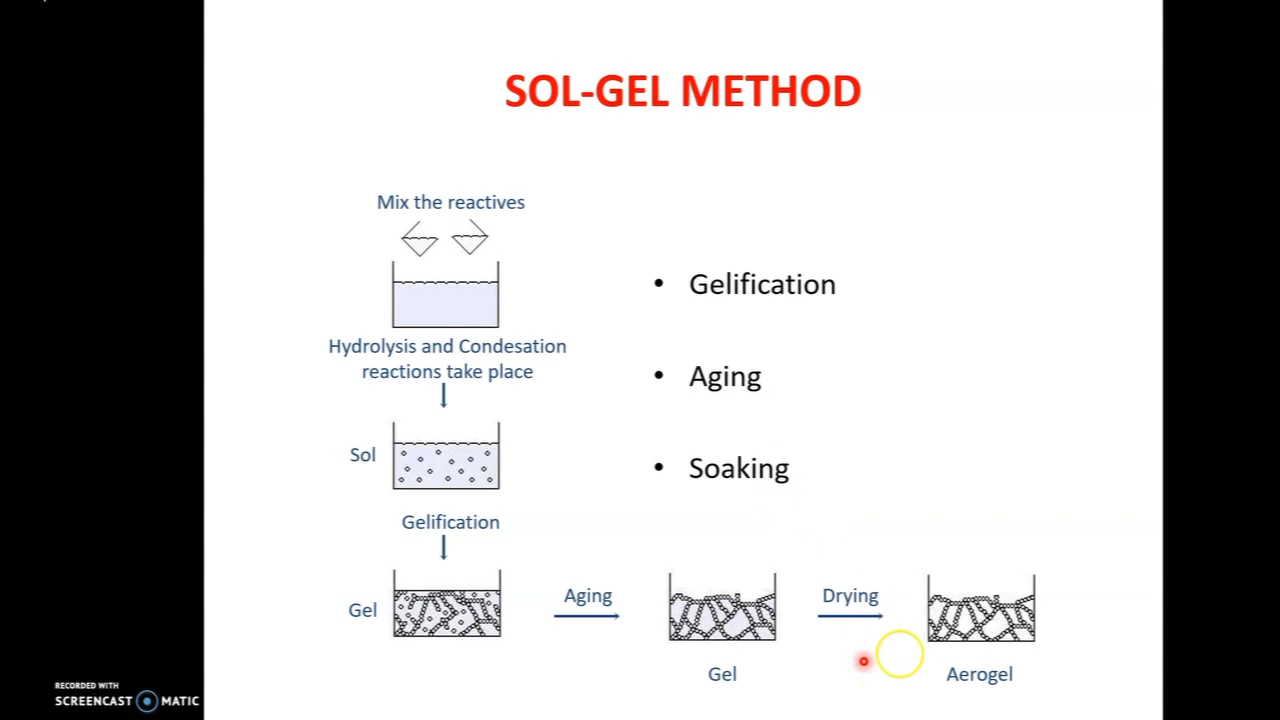 SOL-GEL METHOD
Mix the reactives
Hydrolysis and Condesation
reactions take place
Sol
Gelification
Gel
Aging
Gel
Drying
Aerogel
• Gelification
• Aging
• Soaking
RECORDED WITH
SCREENCAST MATIC